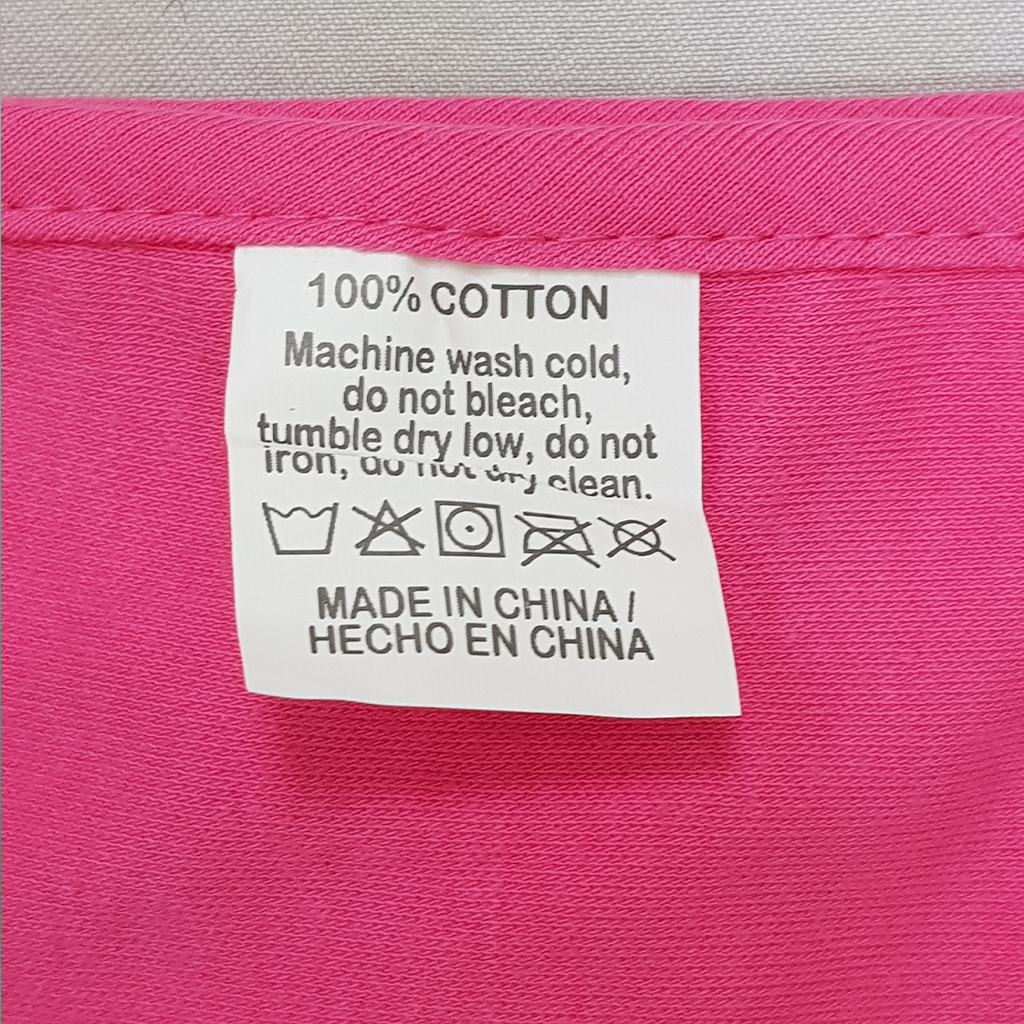 100% COTTON
Machine wash cold,
do not bleach,
tumble dry low, do not
iron, do not dry clean.
MADE IN CHINA /
HECHO EN CHINA